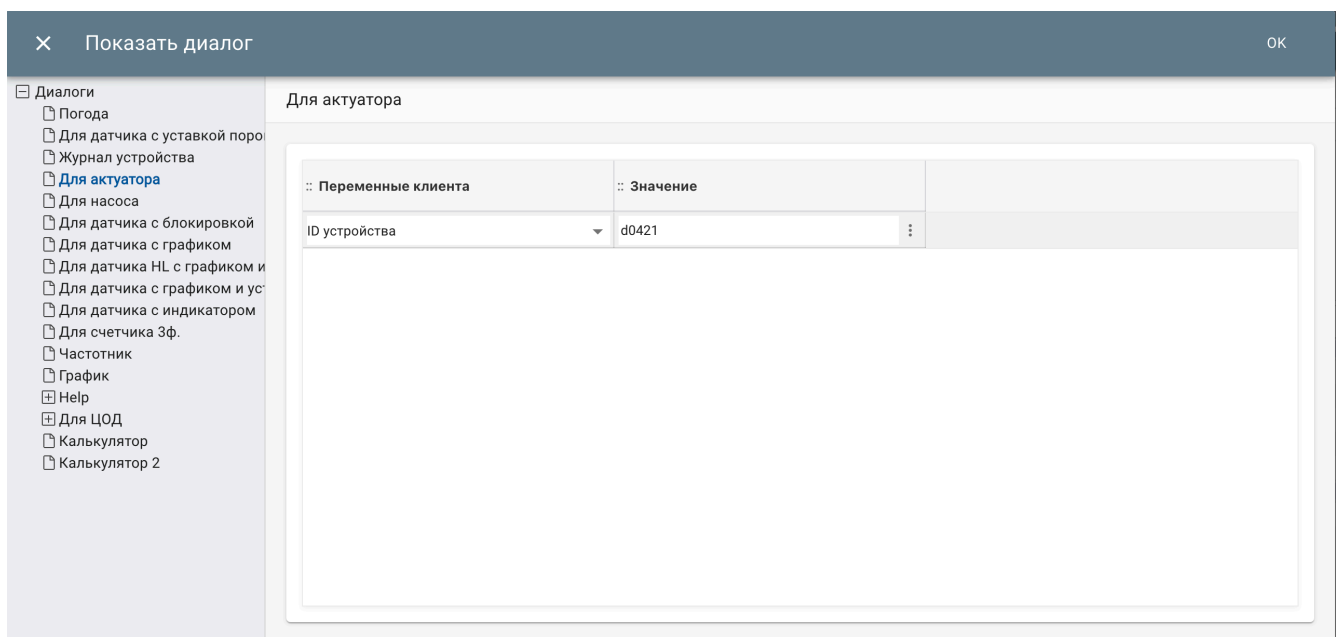 Показать диалог
OK
Диалоги
Погода
Для датчика с уставкой поро
Журнал устройства
Для актуатора
Для насоса
Для датчика с блокировкой
Для датчика с графиком
Для датчика HL с графиком и
Для датчика с графиком и уст
Для датчика с индикатором
Для счетчика 3ф.
Частотник
График
Help
Для ЦОД
Калькулятор
Калькулятор 2
Для актуатора
:: Переменные клиента
:: Значение
ID устройства
d0421